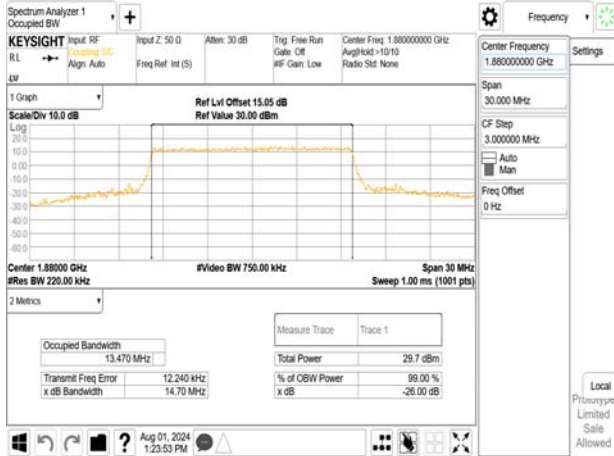 Spectrum Analyzer 1
Occupied BW
Frequency
KEYSIGHT
RL
Input: RF
Coupling: DC
Align: Auto
Input Z: 50 Ω
Freq Ref: Int (S)
Atten: 30 dB
Trig: Free Run
Gate: Off
#IF Gain: Low
Center Freq: 1.880000000 GHz
Avg|Hold:>10/10
Radio Std: None
1 Graph
Scale/Div 10.0 dB
Ref Lvl Offset 15.05 dB
Ref Value 30.00 dBm
Log
20.0
10.0
0.00
-10.0
-20.0
-30.0
-40.0
-50.0
-60.0
Center 1.88000 GHz
#Res BW 220.00 kHz
#Video BW 750.00 kHz
Span 30 MHz
Sweep 1.00 ms (1001 pts)
2 Metrics
Measure Trace Trace 1
Occupied Bandwidth
13.470 MHz
Total Power 29.7 dBm
Transmit Freq Error 12.240 kHz
% of OBW Power 99.00 %
x dB Bandwidth 14.70 MHz
x dB -26.00 dB
Aug 01, 2024
1:23:53 PM
Center Frequency
1.880000000 GHz
Settings
Span
30.000 MHz
CF Step
3.000000 MHz
Auto
Man
Freq Offset
0 Hz
Local
Prototype
Limited
Sale
Allowed